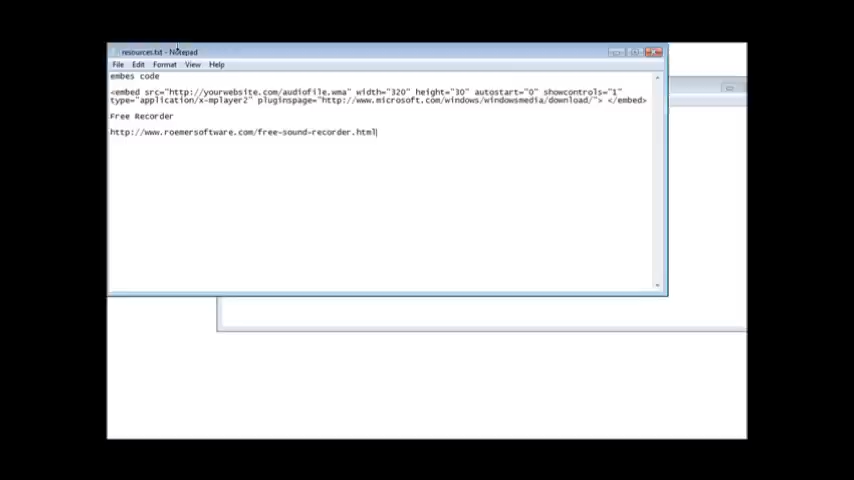 resources.txt - Notepad
File Edit Format View Help
embes code
<embed src="http://yourwebsite.com/audiofile.wma" width="320" height="30" autostart="0" showcontrols="1"
type="application/x-mplayer2" pluginspage="http://www.microsoft.com/windows/windowsmedia/download/"> </embed>
Free Recorder
http://www.roemersoftware.com/free-sound-recorder.html